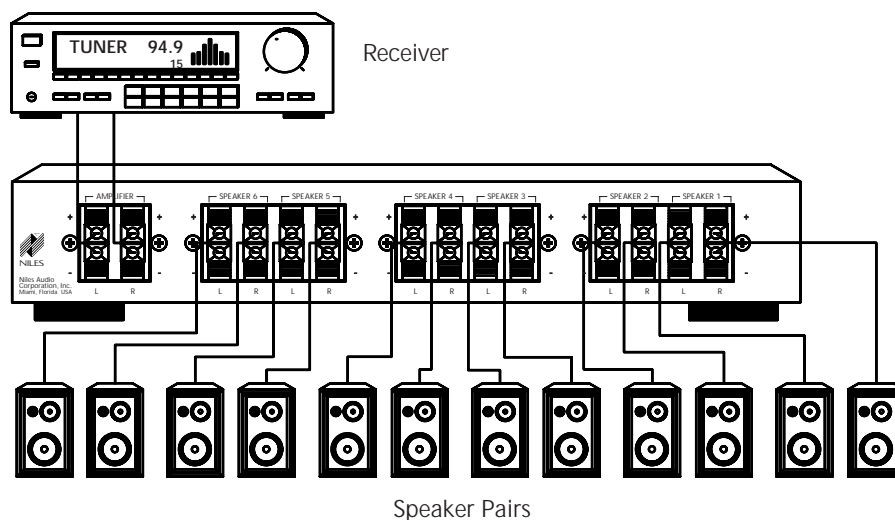 TUNER 94.9
15
Receiver
AMPLIFIER
SPEAKER 6
SPEAKER 5
SPEAKER 4
SPEAKER 3
SPEAKER 2
SPEAKER 1
+ + + + + + + +
NILES
- - - - - - - -
Niles Audio
Corporation, Inc.
Miami, Florida USA
L R L R L R L R L R L R L R
Speaker Pairs